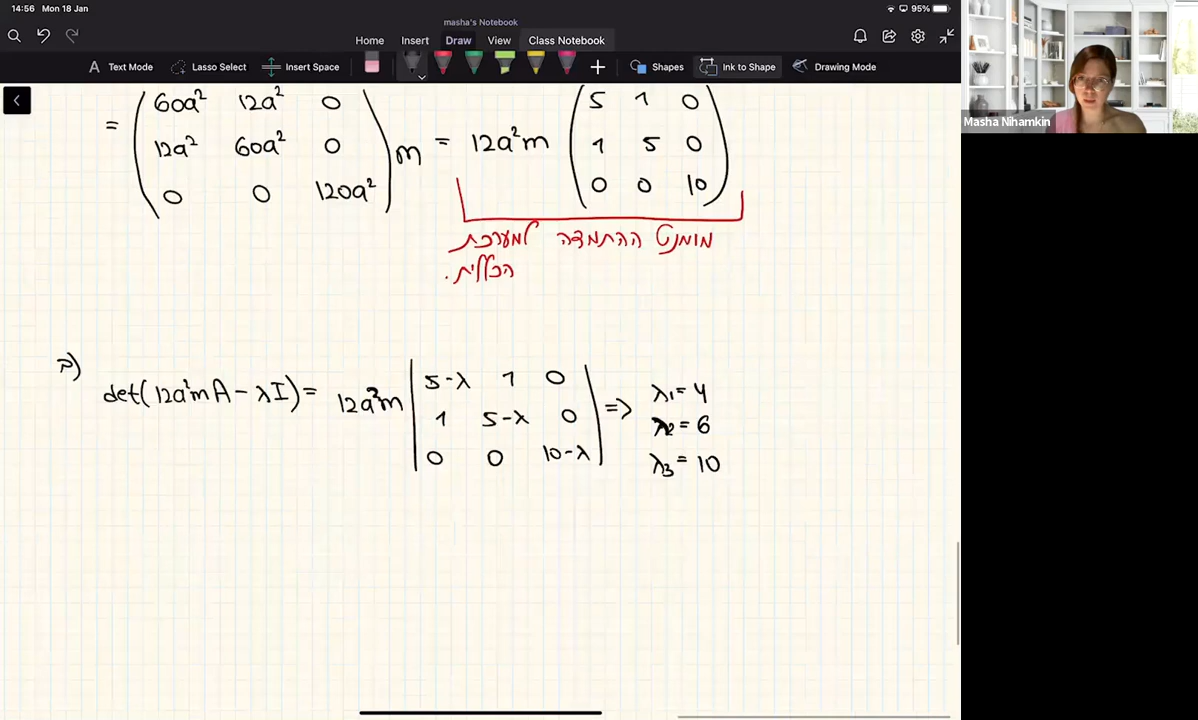 14:56 Mon 18 Jan
95%
masha's Notebook
Home Insert Draw View Class Notebook
Text Mode Lasso Select Insert Space Shapes Ink to Shape Drawing Mode
Masha Nihamkin
= ( 60a² 12a² 0 ) ( 5 1 0 )
( 12a² 60a² 0 ) m = 12a²m ( 1 5 0 )
( 0 0 120a² ) ( 0 0 10 )
מומנט ההתמדה למערכת
הכללית.
ב)
det(12a²mA - λI) = 12a²m | 5-λ 1 0 | => λ₁ = 4
| 1 5-λ 0 | λ₂ = 6
| 0 0 10-λ | λ₃ = 10